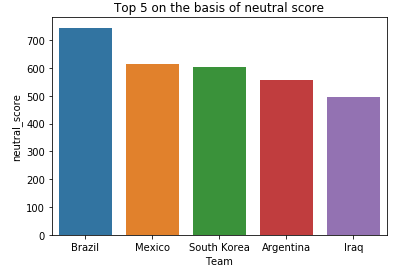 Top 5 on the basis of neutral score
neutral_score
700
600
500
400
300
200
100
0
Brazil Mexico South Korea Argentina Iraq
Team